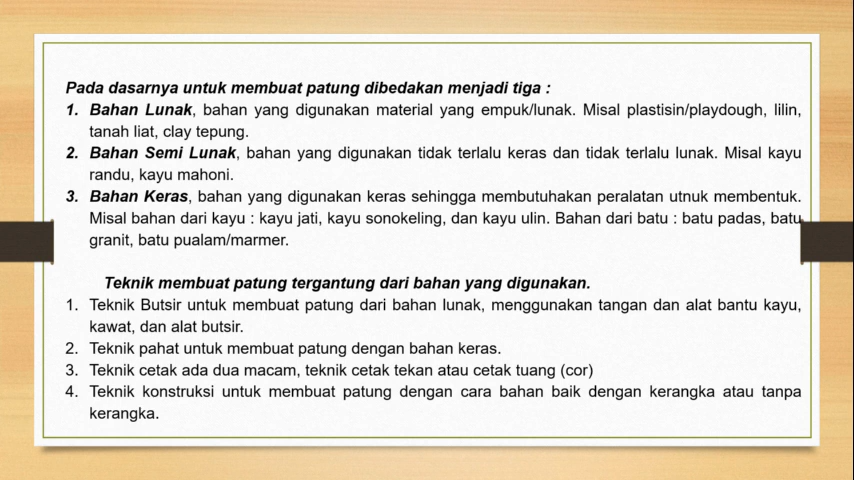 Pada dasarnya untuk membuat patung dibedakan menjadi tiga :
1. Bahan Lunak, bahan yang digunakan material yang empuk/lunak. Misal plastisin/playdough, lilin,
tanah liat, clay tepung.
2. Bahan Semi Lunak, bahan yang digunakan tidak terlalu keras dan tidak terlalu lunak. Misal kayu
randu, kayu mahoni.
3. Bahan Keras, bahan yang digunakan keras sehingga membutuhakan peralatan utnuk membentuk.
Misal bahan dari kayu : kayu jati, kayu sonokeling, dan kayu ulin. Bahan dari batu : batu padas, batu
granit, batu pualam/marmer.
Teknik membuat patung tergantung dari bahan yang digunakan.
1. Teknik Butsir untuk membuat patung dari bahan lunak, menggunakan tangan dan alat bantu kayu,
kawat, dan alat butsir.
2. Teknik pahat untuk membuat patung dengan bahan keras.
3. Teknik cetak ada dua macam, teknik cetak tekan atau cetak tuang (cor)
4. Teknik konstruksi untuk membuat patung dengan cara bahan baik dengan kerangka atau tanpa
kerangka.